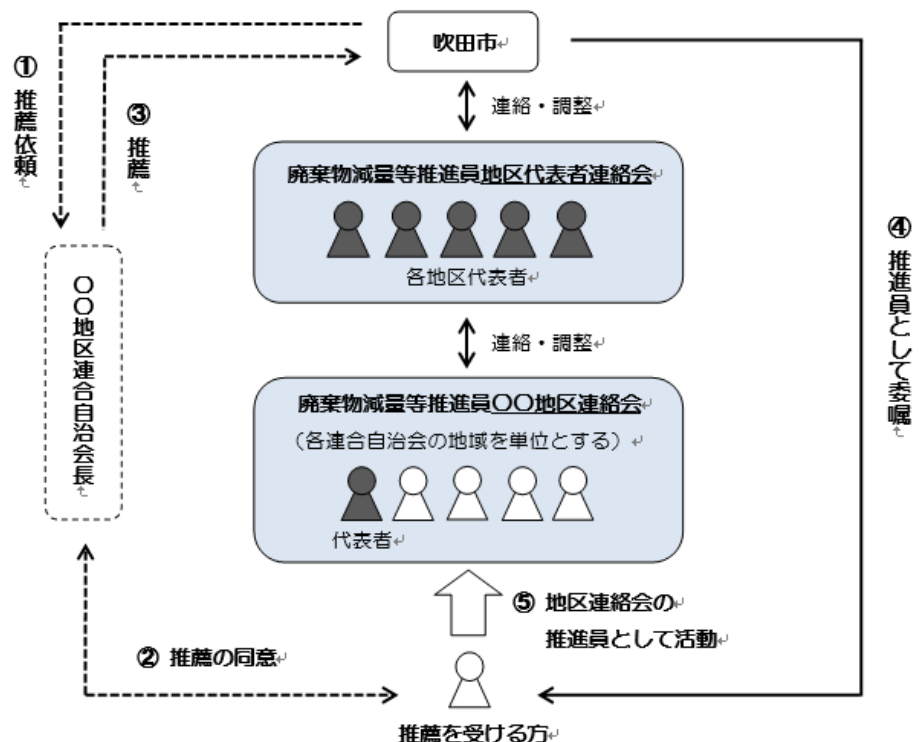 吹田市
① 推薦依頼
③ 推薦
連絡・調整
廃棄物減量等推進員地区代表者連絡会
各地区代表者
④ 推進員として委嘱
〇〇地区連合自治会長
連絡・調整
廃棄物減量等推進員〇〇地区連絡会
（各連合自治会の地域を単位とする）
代表者
⑤ 地区連絡会の
推進員として活動
② 推薦の同意
推薦を受ける方